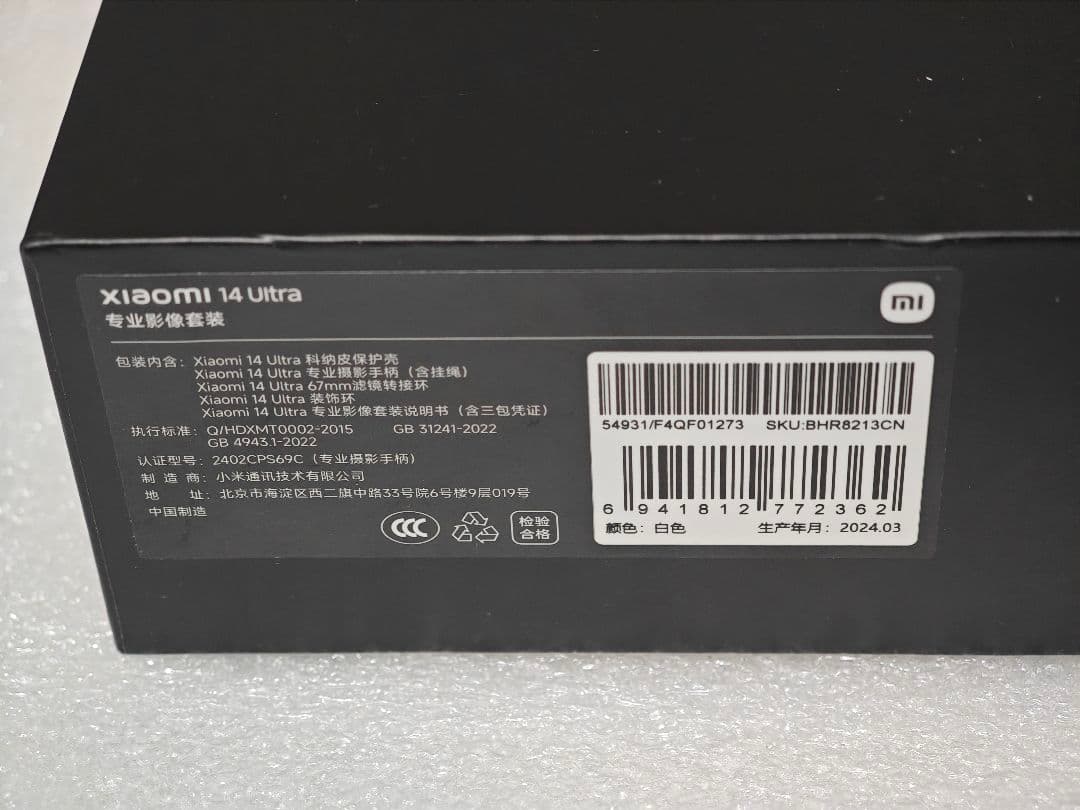 xiaomi 14 Ultra
专业影像套装
mi
包装内含：Xiaomi 14 Ultra 科纳皮保护壳
Xiaomi 14 Ultra 专业摄影手柄（含挂绳）
Xiaomi 14 Ultra 67mm滤镜转接环
Xiaomi 14 Ultra 装饰环
Xiaomi 14 Ultra 专业影像套装说明书（含三包凭证）
执行标准：Q/HDXMT0002-2015 GB 31241-2022
GB 4943.1-2022
认证型号：2402CPS69C（专业摄影手柄）
制 造 商：小米通讯技术有限公司
地 址：北京市海淀区西二旗中路33号院6号楼9层019号
中国制造
CCC
检验
合格
54931/F4QF01273 SKU:BHR8213CN
6 941812 772362
颜色：白色 生产年月：2024.03